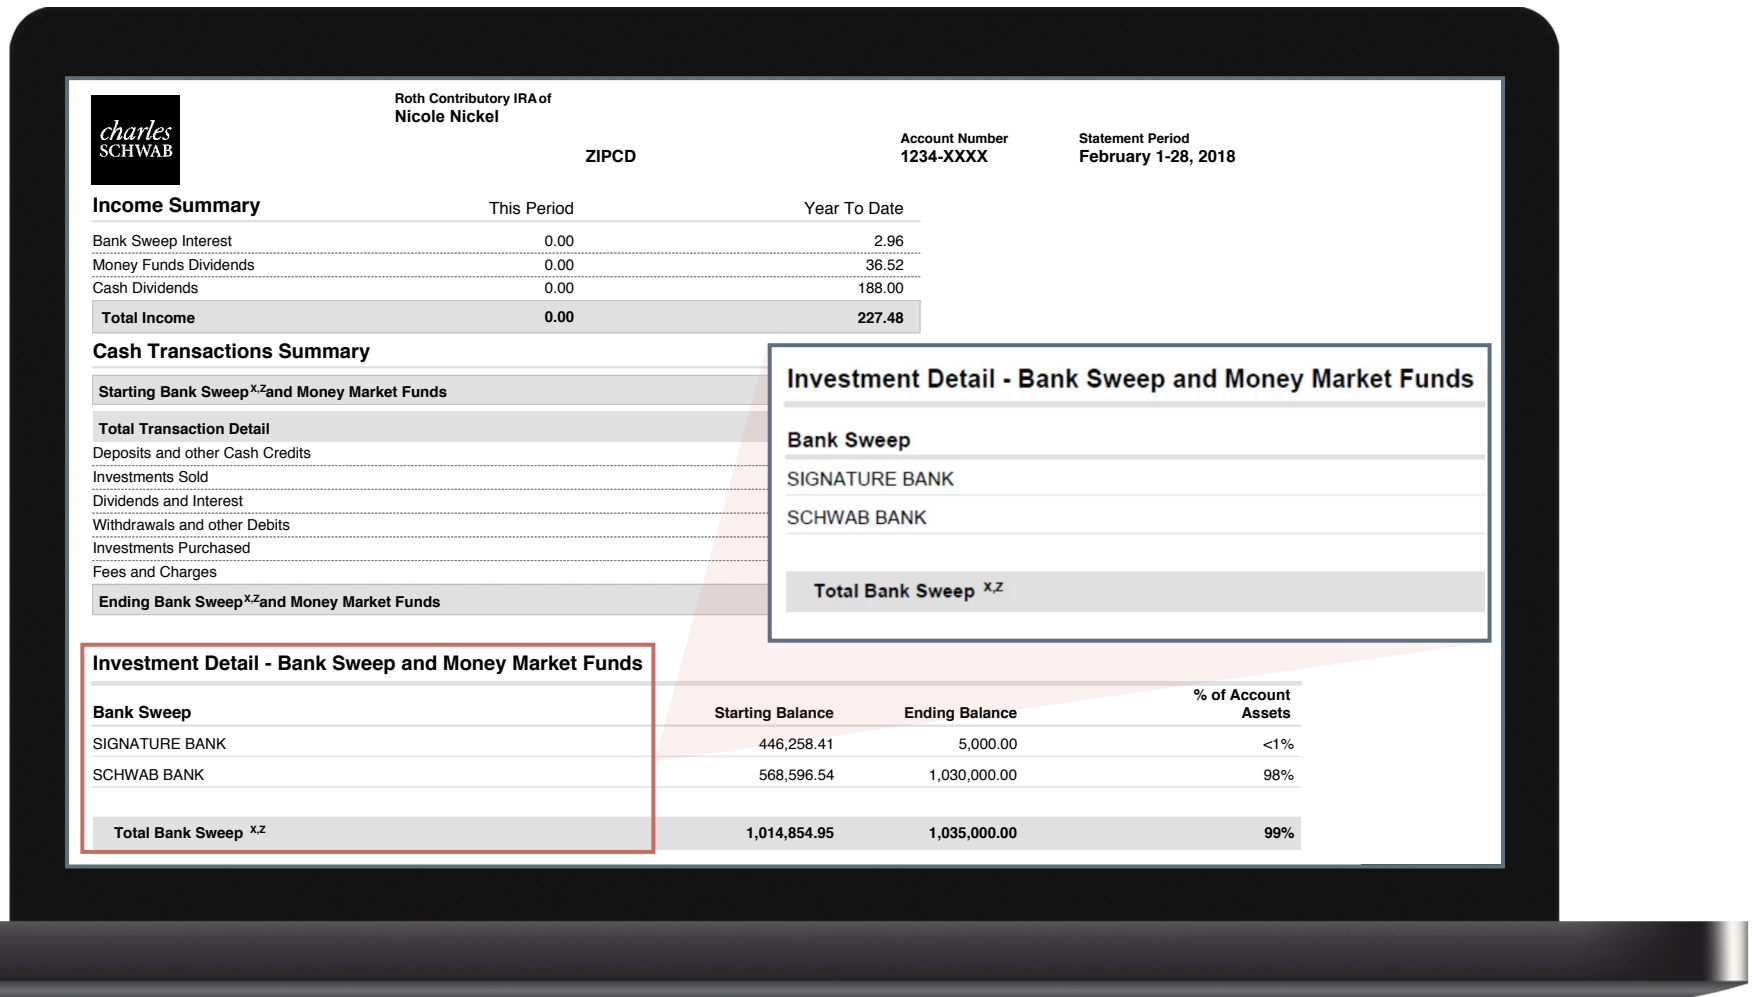 charles
SCHWAB
Roth Contributory IRA of
Nicole Nickel
ZIPCD
Account Number
1234-XXXX
Statement Period
February 1-28, 2018
Income Summary This Period Year To Date
Bank Sweep Interest 0.00 2.96
Money Funds Dividends 0.00 36.52
Cash Dividends 0.00 188.00
Total Income 0.00 227.48
Cash Transactions Summary
Starting Bank Sweep X,Z and Money Market Funds
Total Transaction Detail
Deposits and other Cash Credits
Investments Sold
Dividends and Interest
Withdrawals and other Debits
Investments Purchased
Fees and Charges
Ending Bank Sweep X,Z and Money Market Funds
Investment Detail - Bank Sweep and Money Market Funds
Bank Sweep
SIGNATURE BANK
SCHWAB BANK
Total Bank Sweep X,Z
Investment Detail - Bank Sweep and Money Market Funds
Bank Sweep Starting Balance Ending Balance % of Account Assets
SIGNATURE BANK 446,258.41 5,000.00 <1%
SCHWAB BANK 568,596.54 1,030,000.00 98%
Total Bank Sweep X,Z 1,014,854.95 1,035,000.00 99%